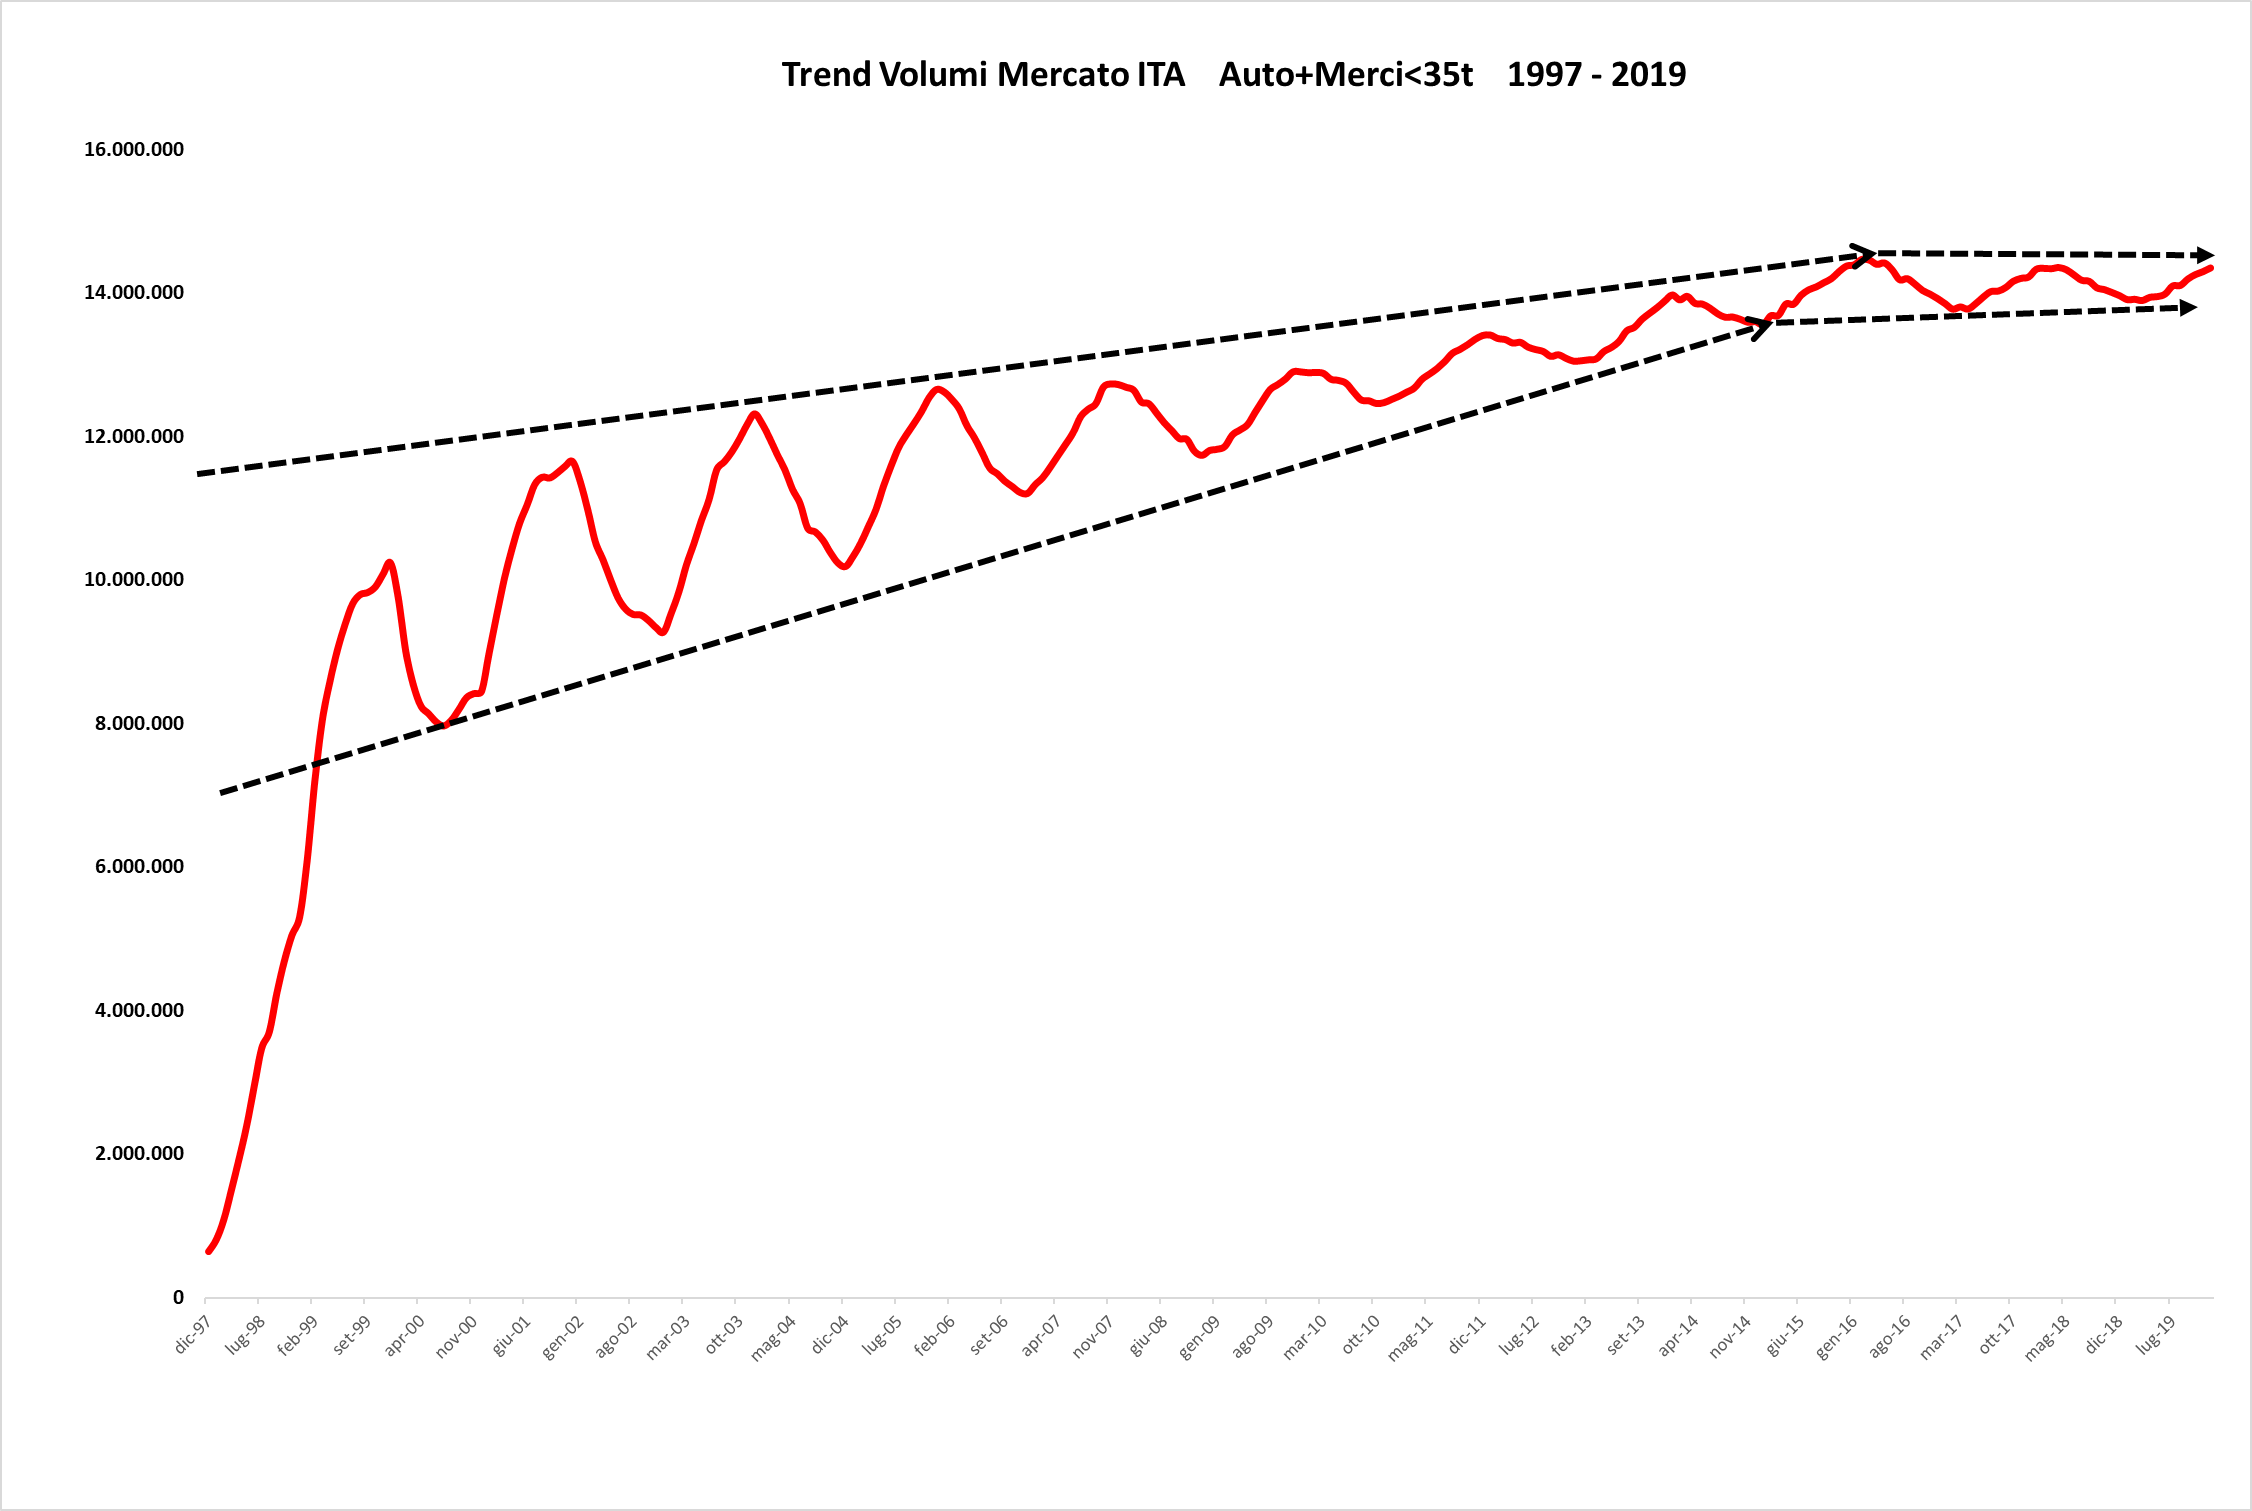 Trend Volumi Mercato ITA    Auto+Merci<35t    1997 - 2019
16.000.000
14.000.000
12.000.000
10.000.000
8.000.000
6.000.000
4.000.000
2.000.000
0
dic-97
lug-98
feb-99
set-99
apr-00
nov-00
giu-01
gen-02
ago-02
mar-03
ott-03
mag-04
dic-04
lug-05
feb-06
set-06
apr-07
nov-07
giu-08
gen-09
ago-09
mar-10
ott-10
mag-11
dic-11
lug-12
feb-13
set-13
apr-14
nov-14
giu-15
gen-16
ago-16
mar-17
ott-17
mag-18
dic-18
lug-19